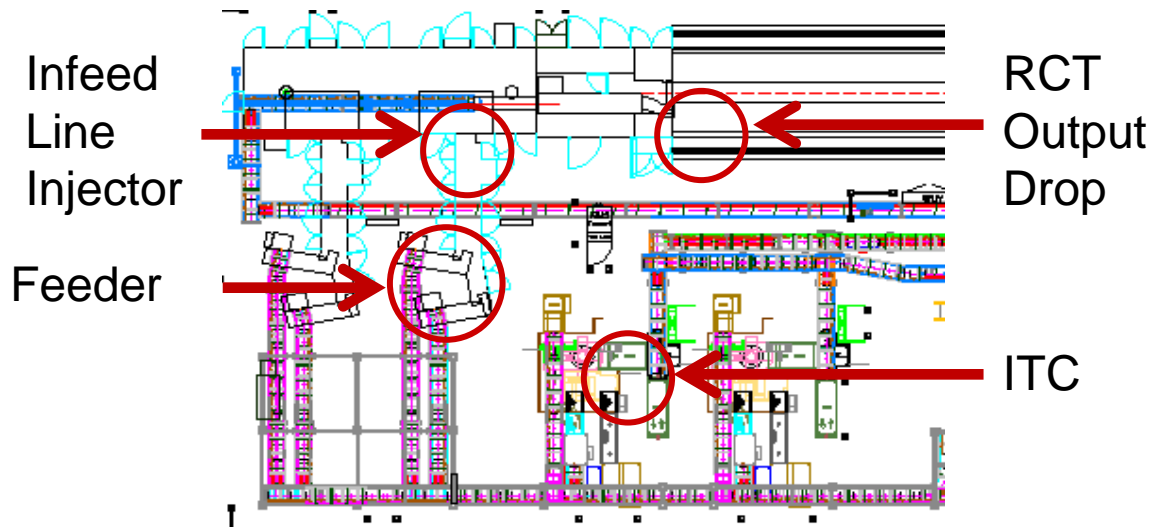 Infeed
Line
Injector
RCT
Output
Drop
Feeder
ITC